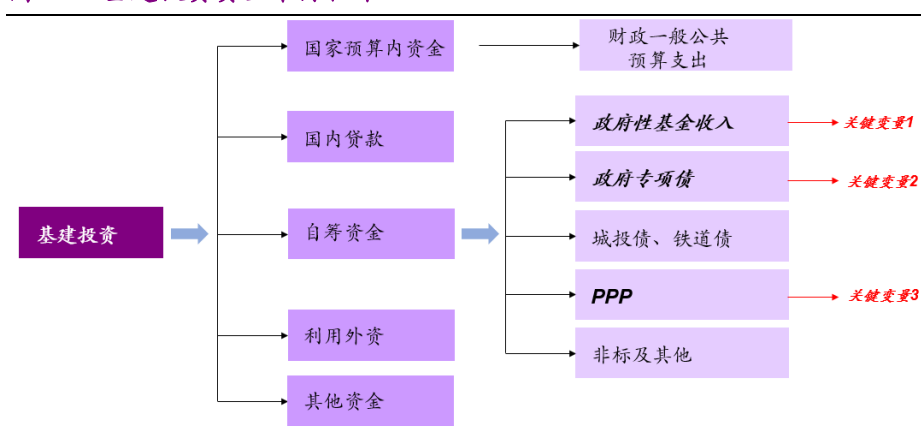 国家预算内资金
财政一般公共
预算支出
政府性基金收入
关键变量1
国内贷款
政府专项债
关键变量2
基建投资
自筹资金
城投债、铁道债
PPP
关键变量3
利用外资
非标及其他
其他资金